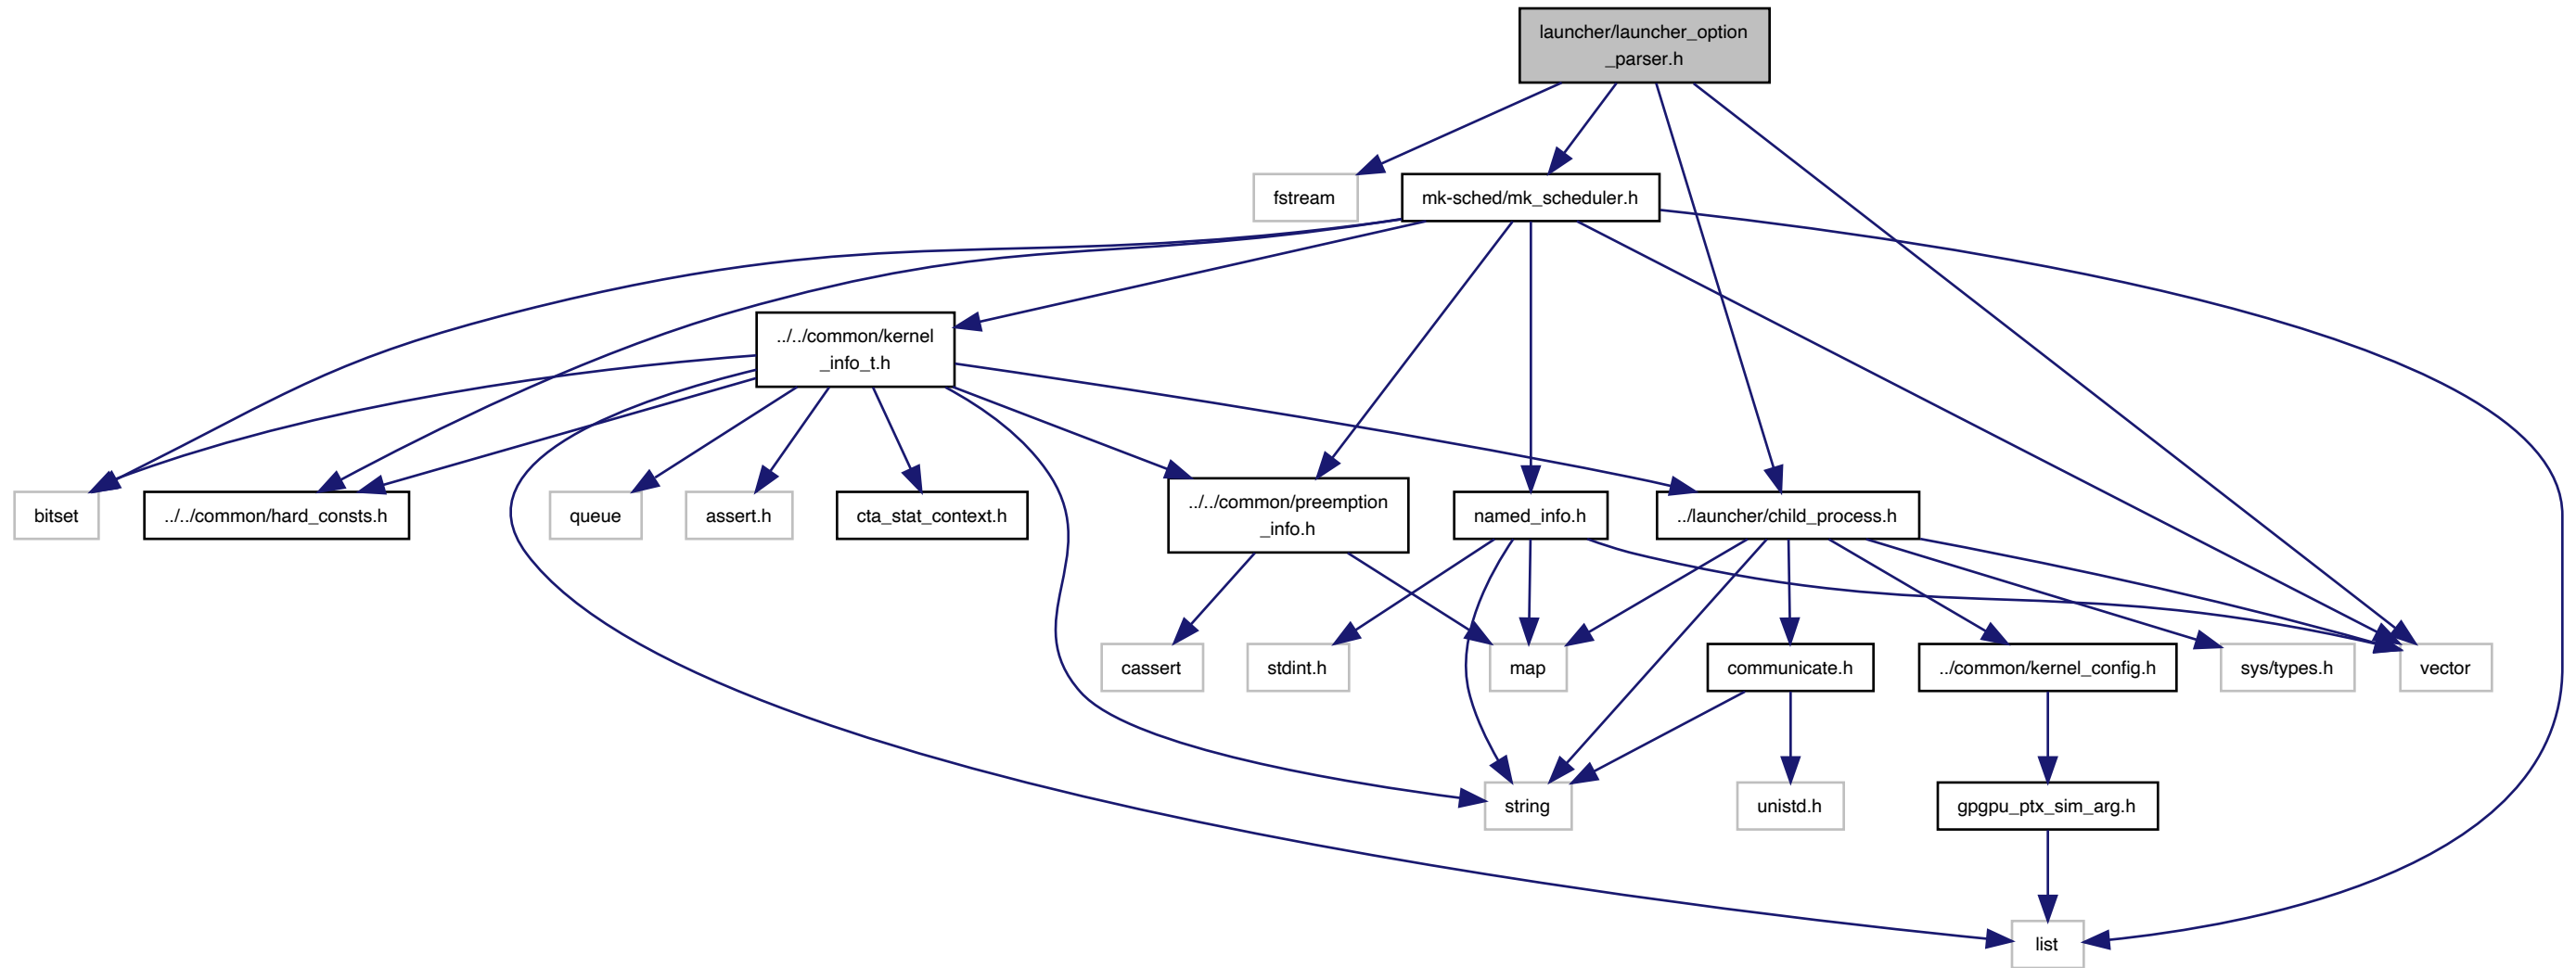 launcher/launcher_option
_parser.h
fstream
mk-sched/mk_scheduler.h
../../common/kernel
_info_t.h
bitset
../../common/hard_consts.h
queue
assert.h
cta_stat_context.h
../../common/preemption
_info.h
named_info.h
../launcher/child_process.h
cassert
stdint.h
map
communicate.h
../common/kernel_config.h
sys/types.h
vector
string
unistd.h
gpgpu_ptx_sim_arg.h
list